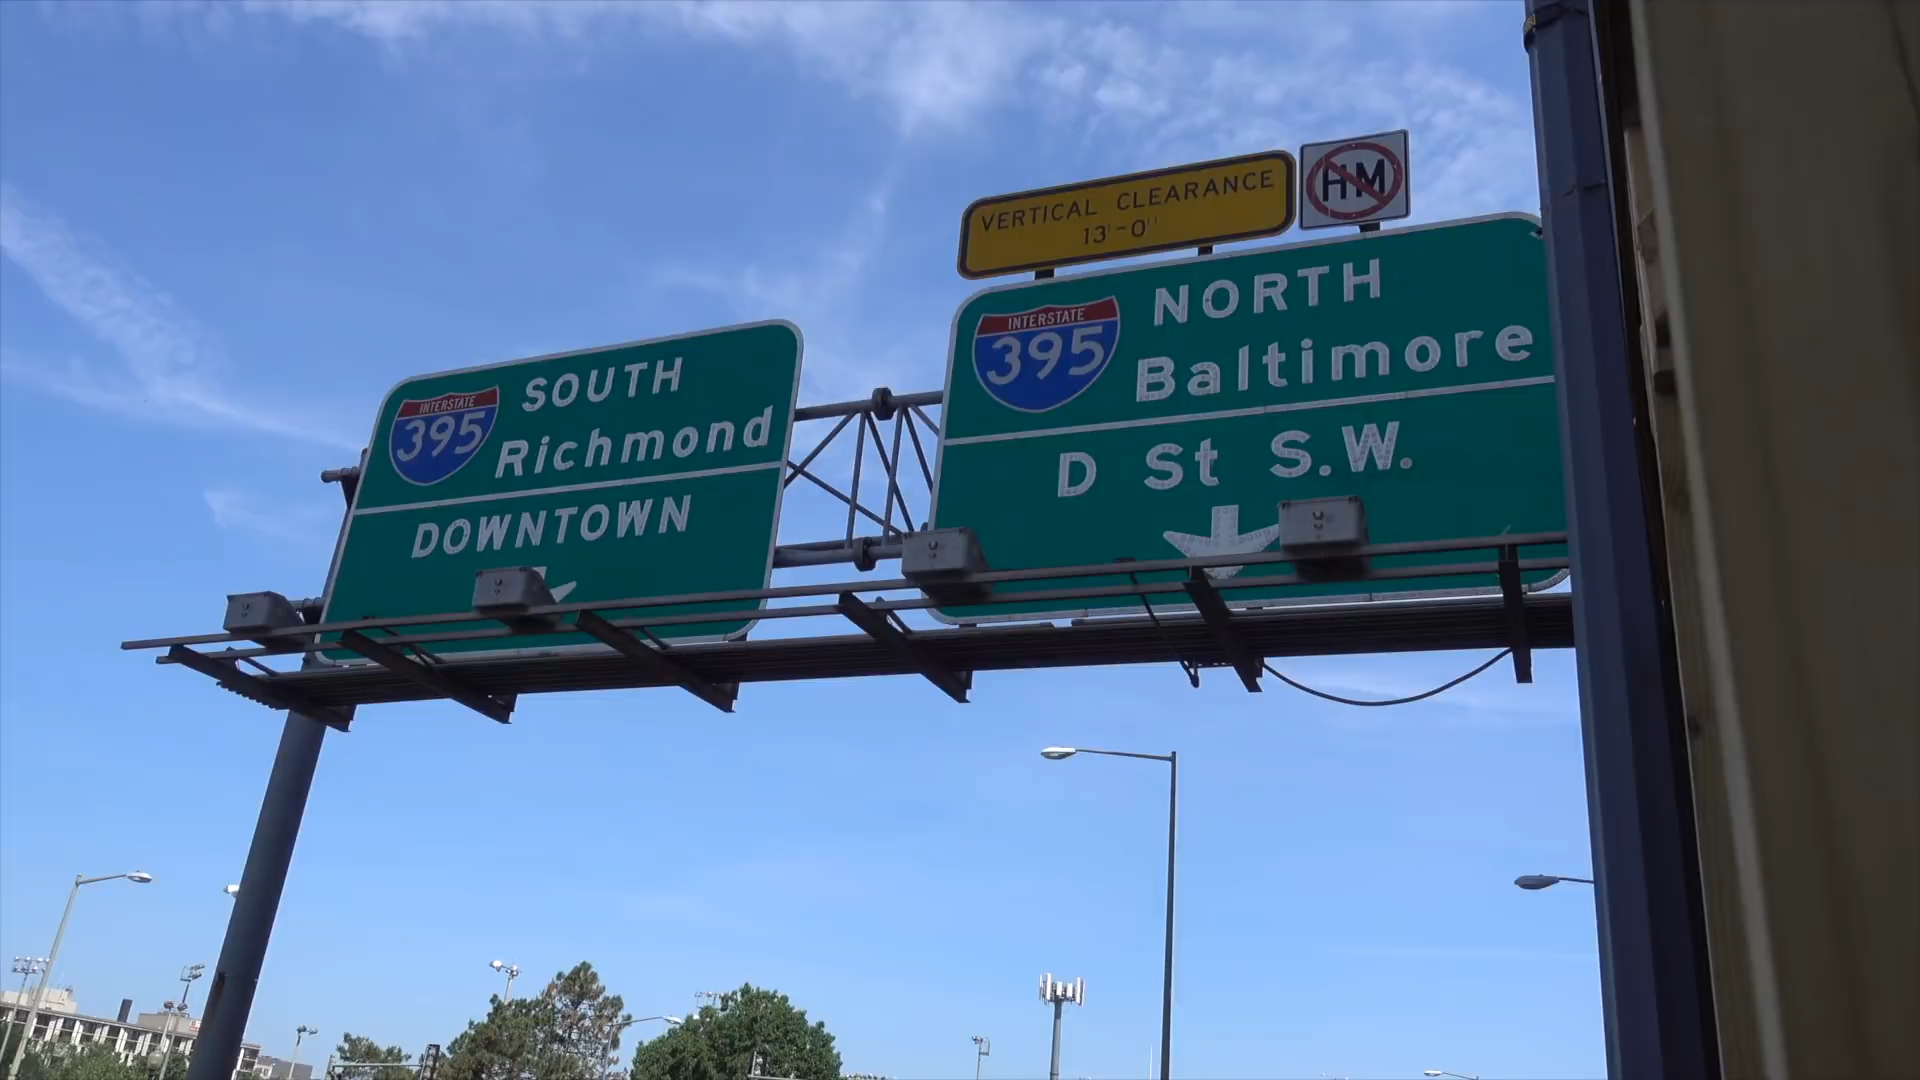 INTERSTATE
395
SOUTH
Richmond
DOWNTOWN
VERTICAL CLEARANCE
13'-0"
HM
INTERSTATE
395
NORTH
Baltimore
D St S.W.